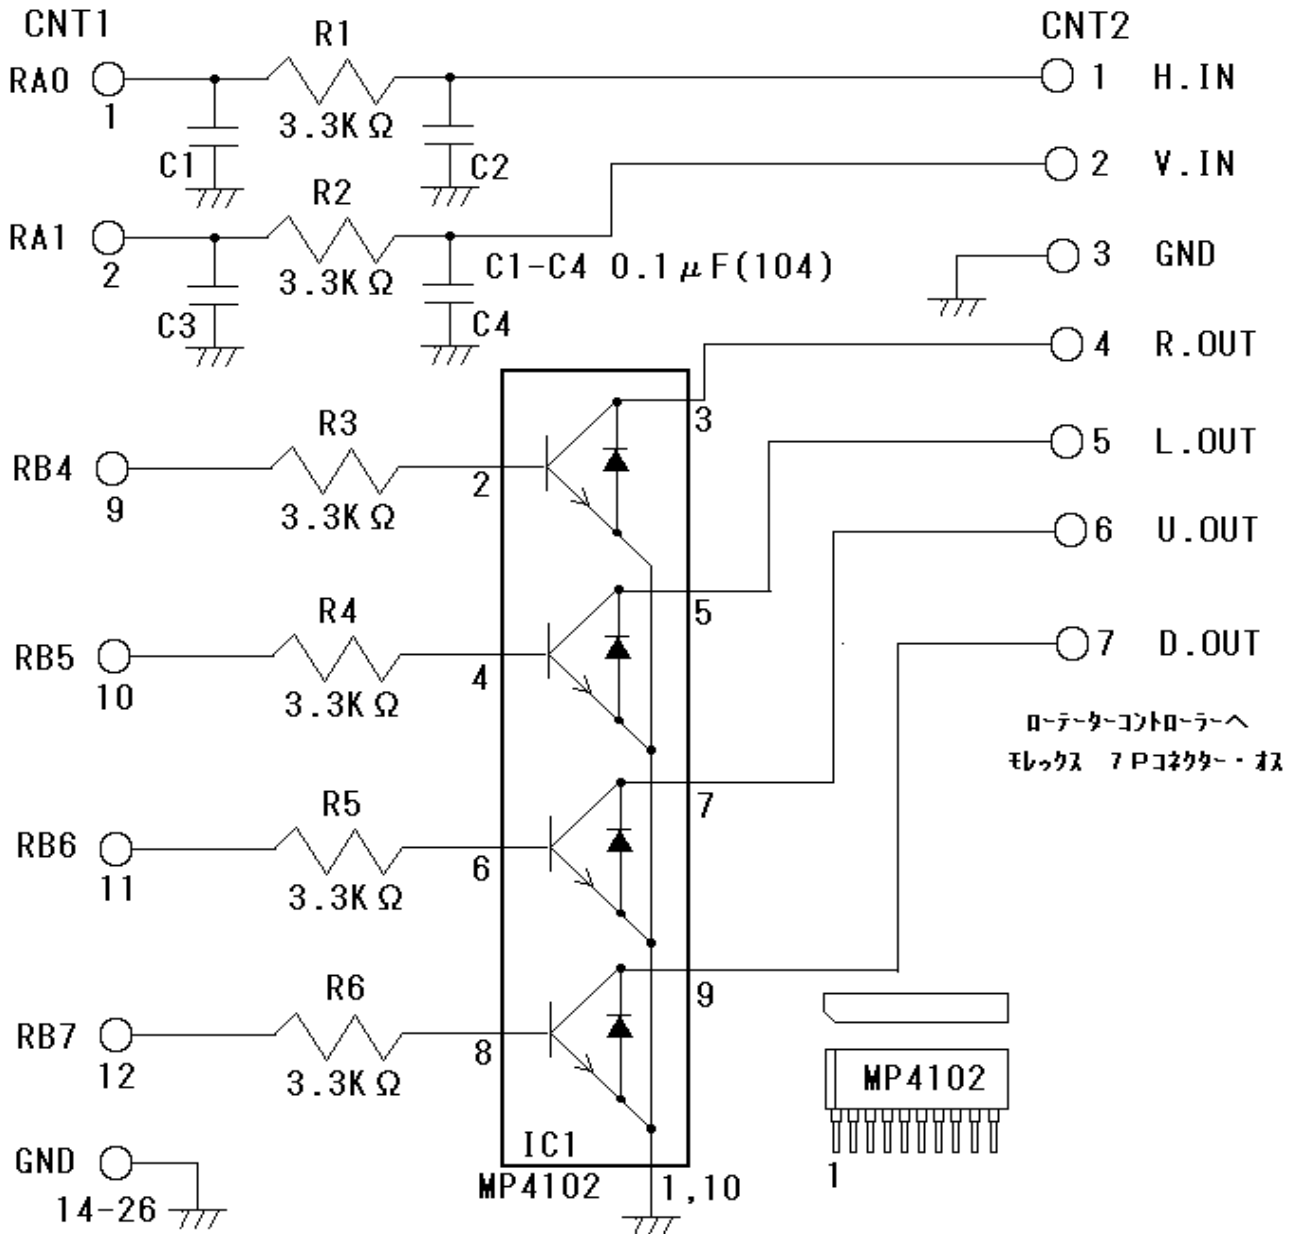 CNT1
CNT2
R1
RA0
1
3.3KΩ
C1
C2
1 H.IN
R2
2 V.IN
RA1
2
3.3KΩ
C1-C4 0.1μF(104)
C3
C4
3 GND
4 R.OUT
R3
3
RB4
9
3.3KΩ
2
5 L.OUT
6 U.OUT
R4
5
RB5
10
3.3KΩ
4
7 D.OUT
ローテーターコントローラーへ
モレックス 7Pコネクター・オス
R5
7
RB6
11
3.3KΩ
6
R6
9
RB7
12
3.3KΩ
8
MP4102
1
IC1
MP4102
1,10
GND
14-26